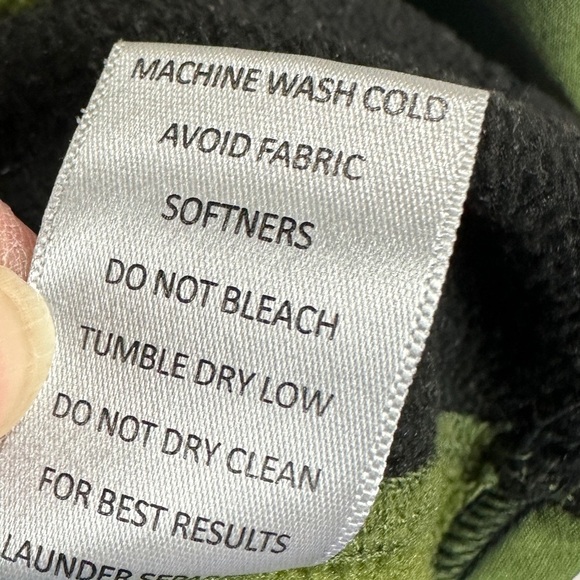 MACHINE WASH COLD
AVOID FABRIC
SOFTNERS
DO NOT BLEACH
TUMBLE DRY LOW
DO NOT DRY CLEAN
FOR BEST RESULTS
LAUNDER